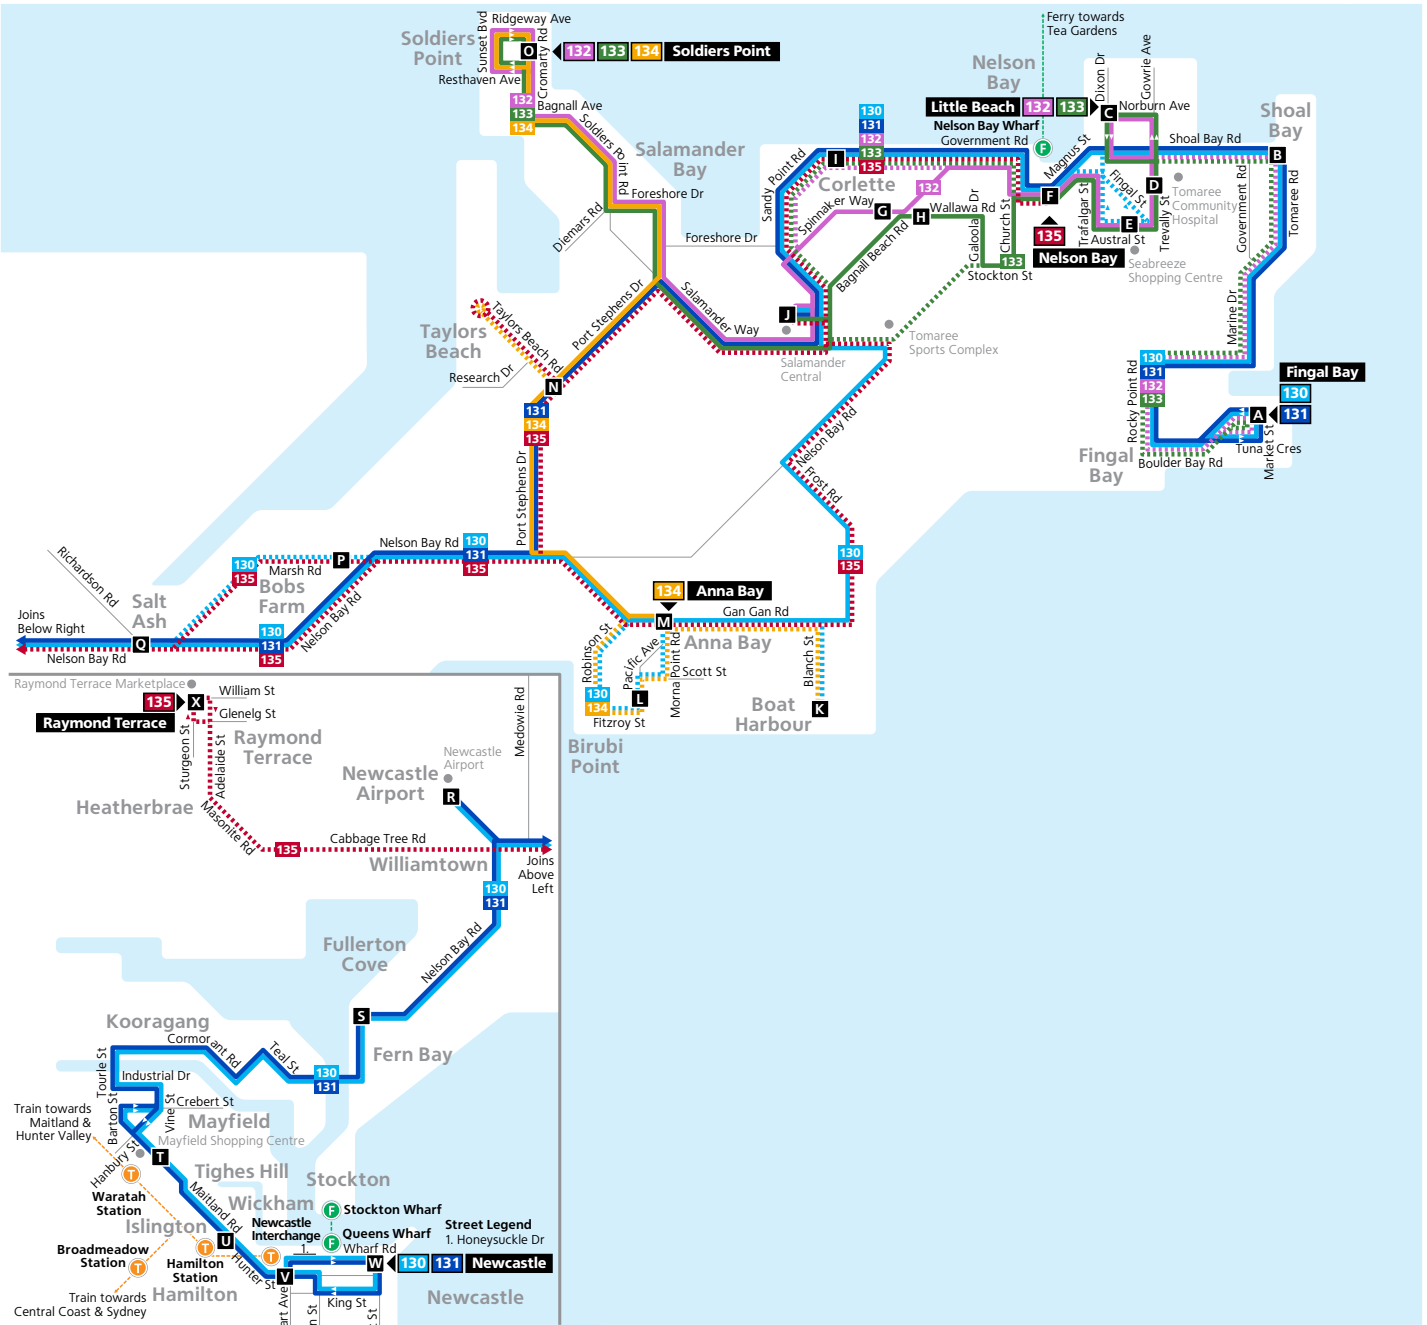 Soldiers
Point
Sunset Bvd
Ridgeway Ave
Cromarty Rd
Resthaven Ave
O
132 133 134 Soldiers Point
132
133
134
Bagnall Ave
Soldiers Point Rd
Salamander
Bay
Foreshore Dr
Diemars Rd
Foreshore Dr
Ferry towards
Tea Gardens
Nelson
Bay
Little Beach 132 133
Nelson Bay Wharf
F
Government Rd
Dixon Dr
Gowrie Ave
C
Norburn Ave
Shoal
Bay
Shoal Bay Rd
B
Magnus St
130
131
132
133
135
Sandy Point Rd
I
Corlette
132
Spinnaker Way
G
H
Wallawa Rd
Bagnall Beach Rd
Galoola Dr
Church St
133
Stockton St
F
135
Nelson Bay
Trafalgar St
Fingal St
E
Austral St
D
Trevally St
Tomaree
Community
Hospital
Seabreeze
Shopping Centre
Government Rd
Tomaree Rd
Marine Dr
Taylors
Beach
Taylors Beach Rd
Port Stephens Dr
Research Dr
N
Salamander Way
J
Salamander
Central
Tomaree
Sports Complex
131
134
135
Port Stephens Dr
Nelson Bay Rd
Frost Rd
130
131
132
133
Rocky Point Rd
Fingal Bay
130
131
A
Fingal
Bay
Boulder Bay Rd
Tuna Cres
Market St
Nelson Bay Rd
130
131
135
P
Marsh Rd
130
135
Bobs
Farm
Richardson Rd
Salt
Ash
Joins
Below Right
Q
Nelson Bay Rd
130
131
135
Nelson Bay Rd
134 Anna Bay
M
Gan Gan Rd
130
135
Anna Bay
Robinson St
Pacific Ave
Morna Point Rd
Scott St
L
130
134
Fitzroy St
Birubi
Point
Blanch St
Boat
Harbour
K
Raymond Terrace Marketplace
135
Raymond Terrace
X
William St
Glenelg St
Sturgeon St
Adelaide St
Raymond
Terrace
Heatherbrae
Masonite Rd
135
Cabbage Tree Rd
Medowie Rd
Newcastle
Airport
Newcastle
Airport
R
Williamtown
Joins
Above
Left
130
131
Nelson Bay Rd
Fullerton
Cove
S
Fern Bay
Kooragang
Cormorant Rd
Teal St
130
131
Tourle St
Industrial Dr
Crebert St
Vine St
Barton St
Mayfield
Mayfield Shopping Centre
Hanbury St
T
Train towards
Maitland &
Hunter Valley
T
Waratah
Station
Tighes Hill
Maitland Rd
Islington
U
Wickham
Stockton
F Stockton Wharf
F Queens Wharf
Street Legend
1. Honeysuckle Dr
Newcastle
Interchange
1.
Wharf Rd
W
130 131 Newcastle
T
T
Hamilton
Station
Broadmeadow
Station
T
Hunter St
V
King St
Hamilton
Newcastle
Train towards
Central Coast & Sydney
art Ave
n St
St